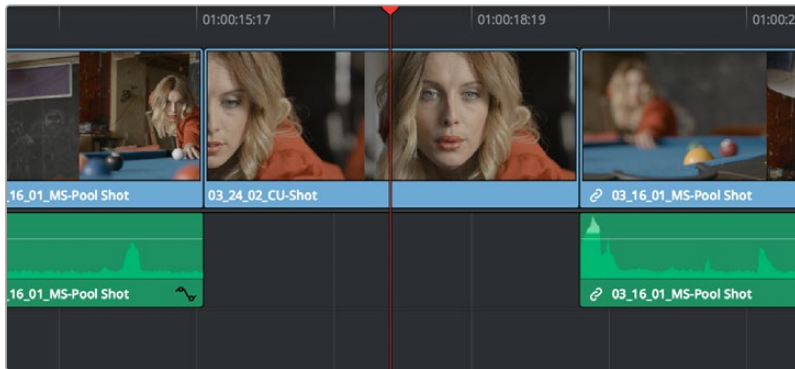 01:00:15:17
01:00:18:19
01:00:2
_16_01_MS-Pool Shot
03_24_02_CU-Shot
03_16_01_MS-Pool Shot
_16_01_MS-Pool Shot
03_16_01_MS-Pool Shot